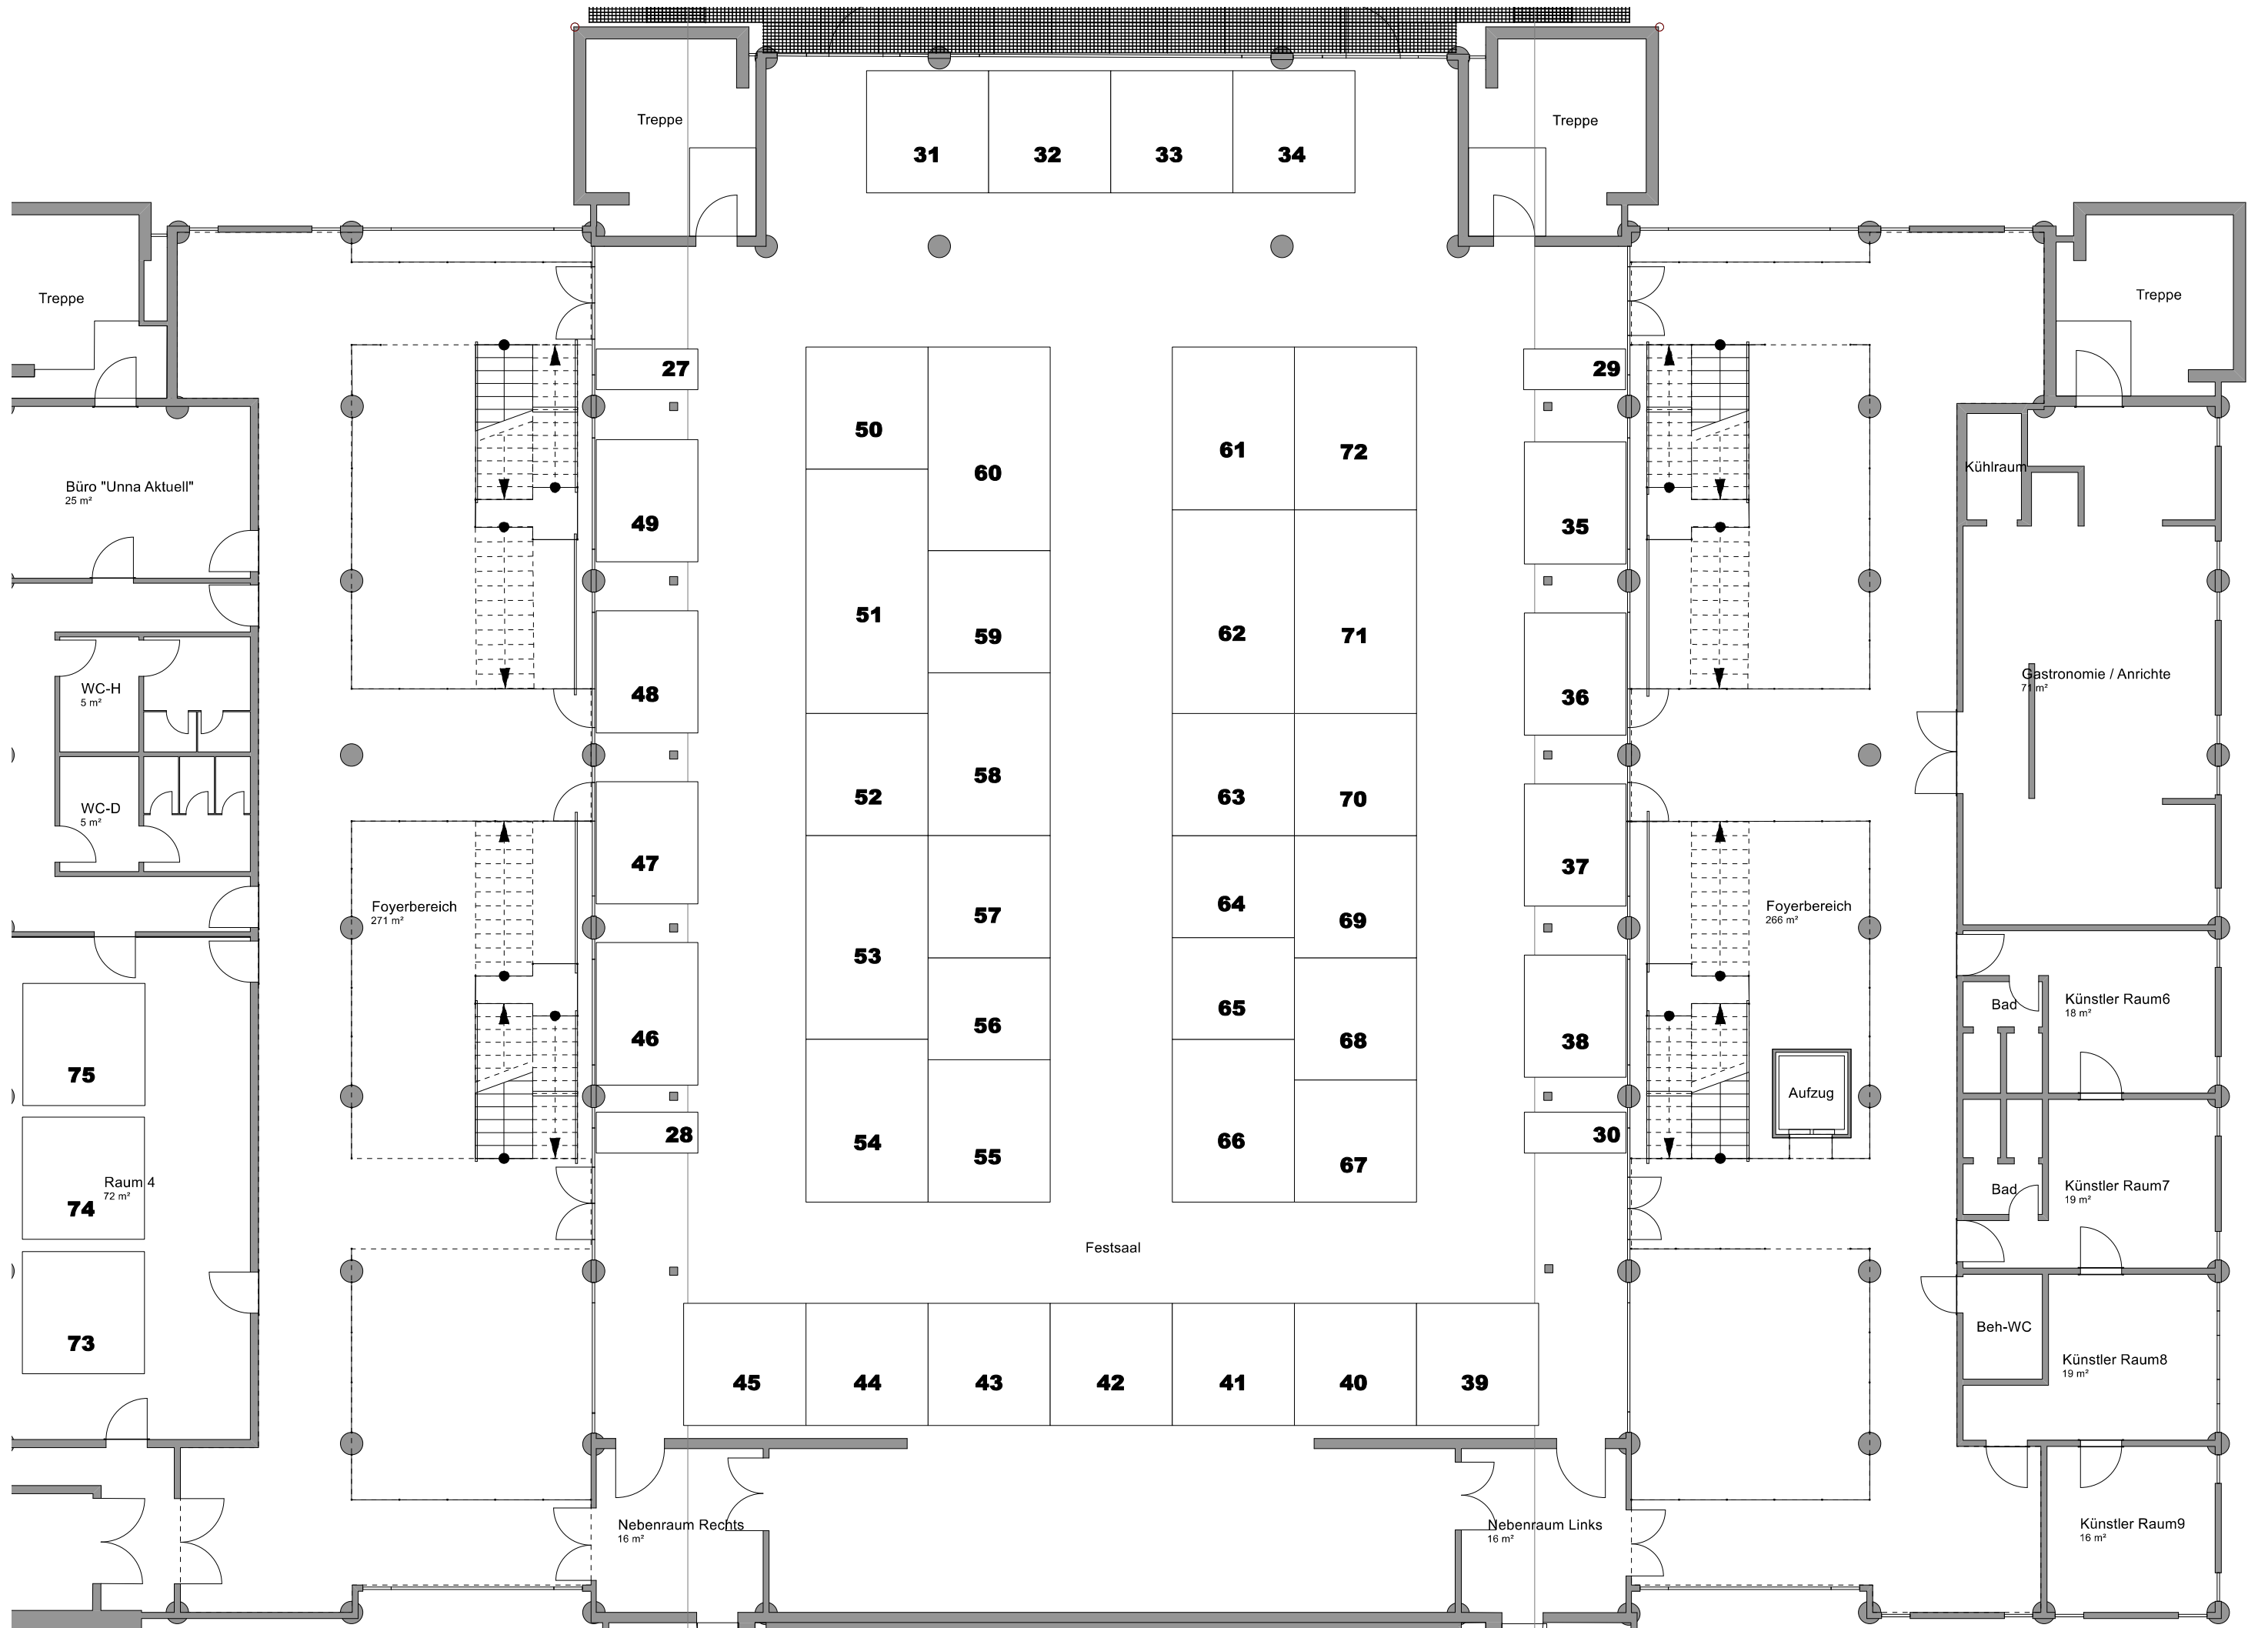 Treppe
Treppe
31
32
33
34
Treppe
Treppe
27
29
50
61
72
60
Kühlraum
Büro "Unna Aktuell"
25 m²
49
35
51
59
62
71
Gastronomie / Anrichte
71 m²
WC-H
5 m²
48
36
58
52
63
70
WC-D
5 m²
47
37
Foyerbereich
271 m²
64
57
69
Foyerbereich
266 m²
53
Künstler Raum6
18 m²
Bad
65
56
46
68
38
75
Aufzug
28
54
66
30
55
67
Raum 4
72 m²
Bad
Künstler Raum7
19 m²
74
Festsaal
73
Beh-WC
Künstler Raum8
19 m²
45
44
43
42
41
40
39
Nebenraum Rechts
16 m²
Nebenraum Links
16 m²
Künstler Raum9
16 m²